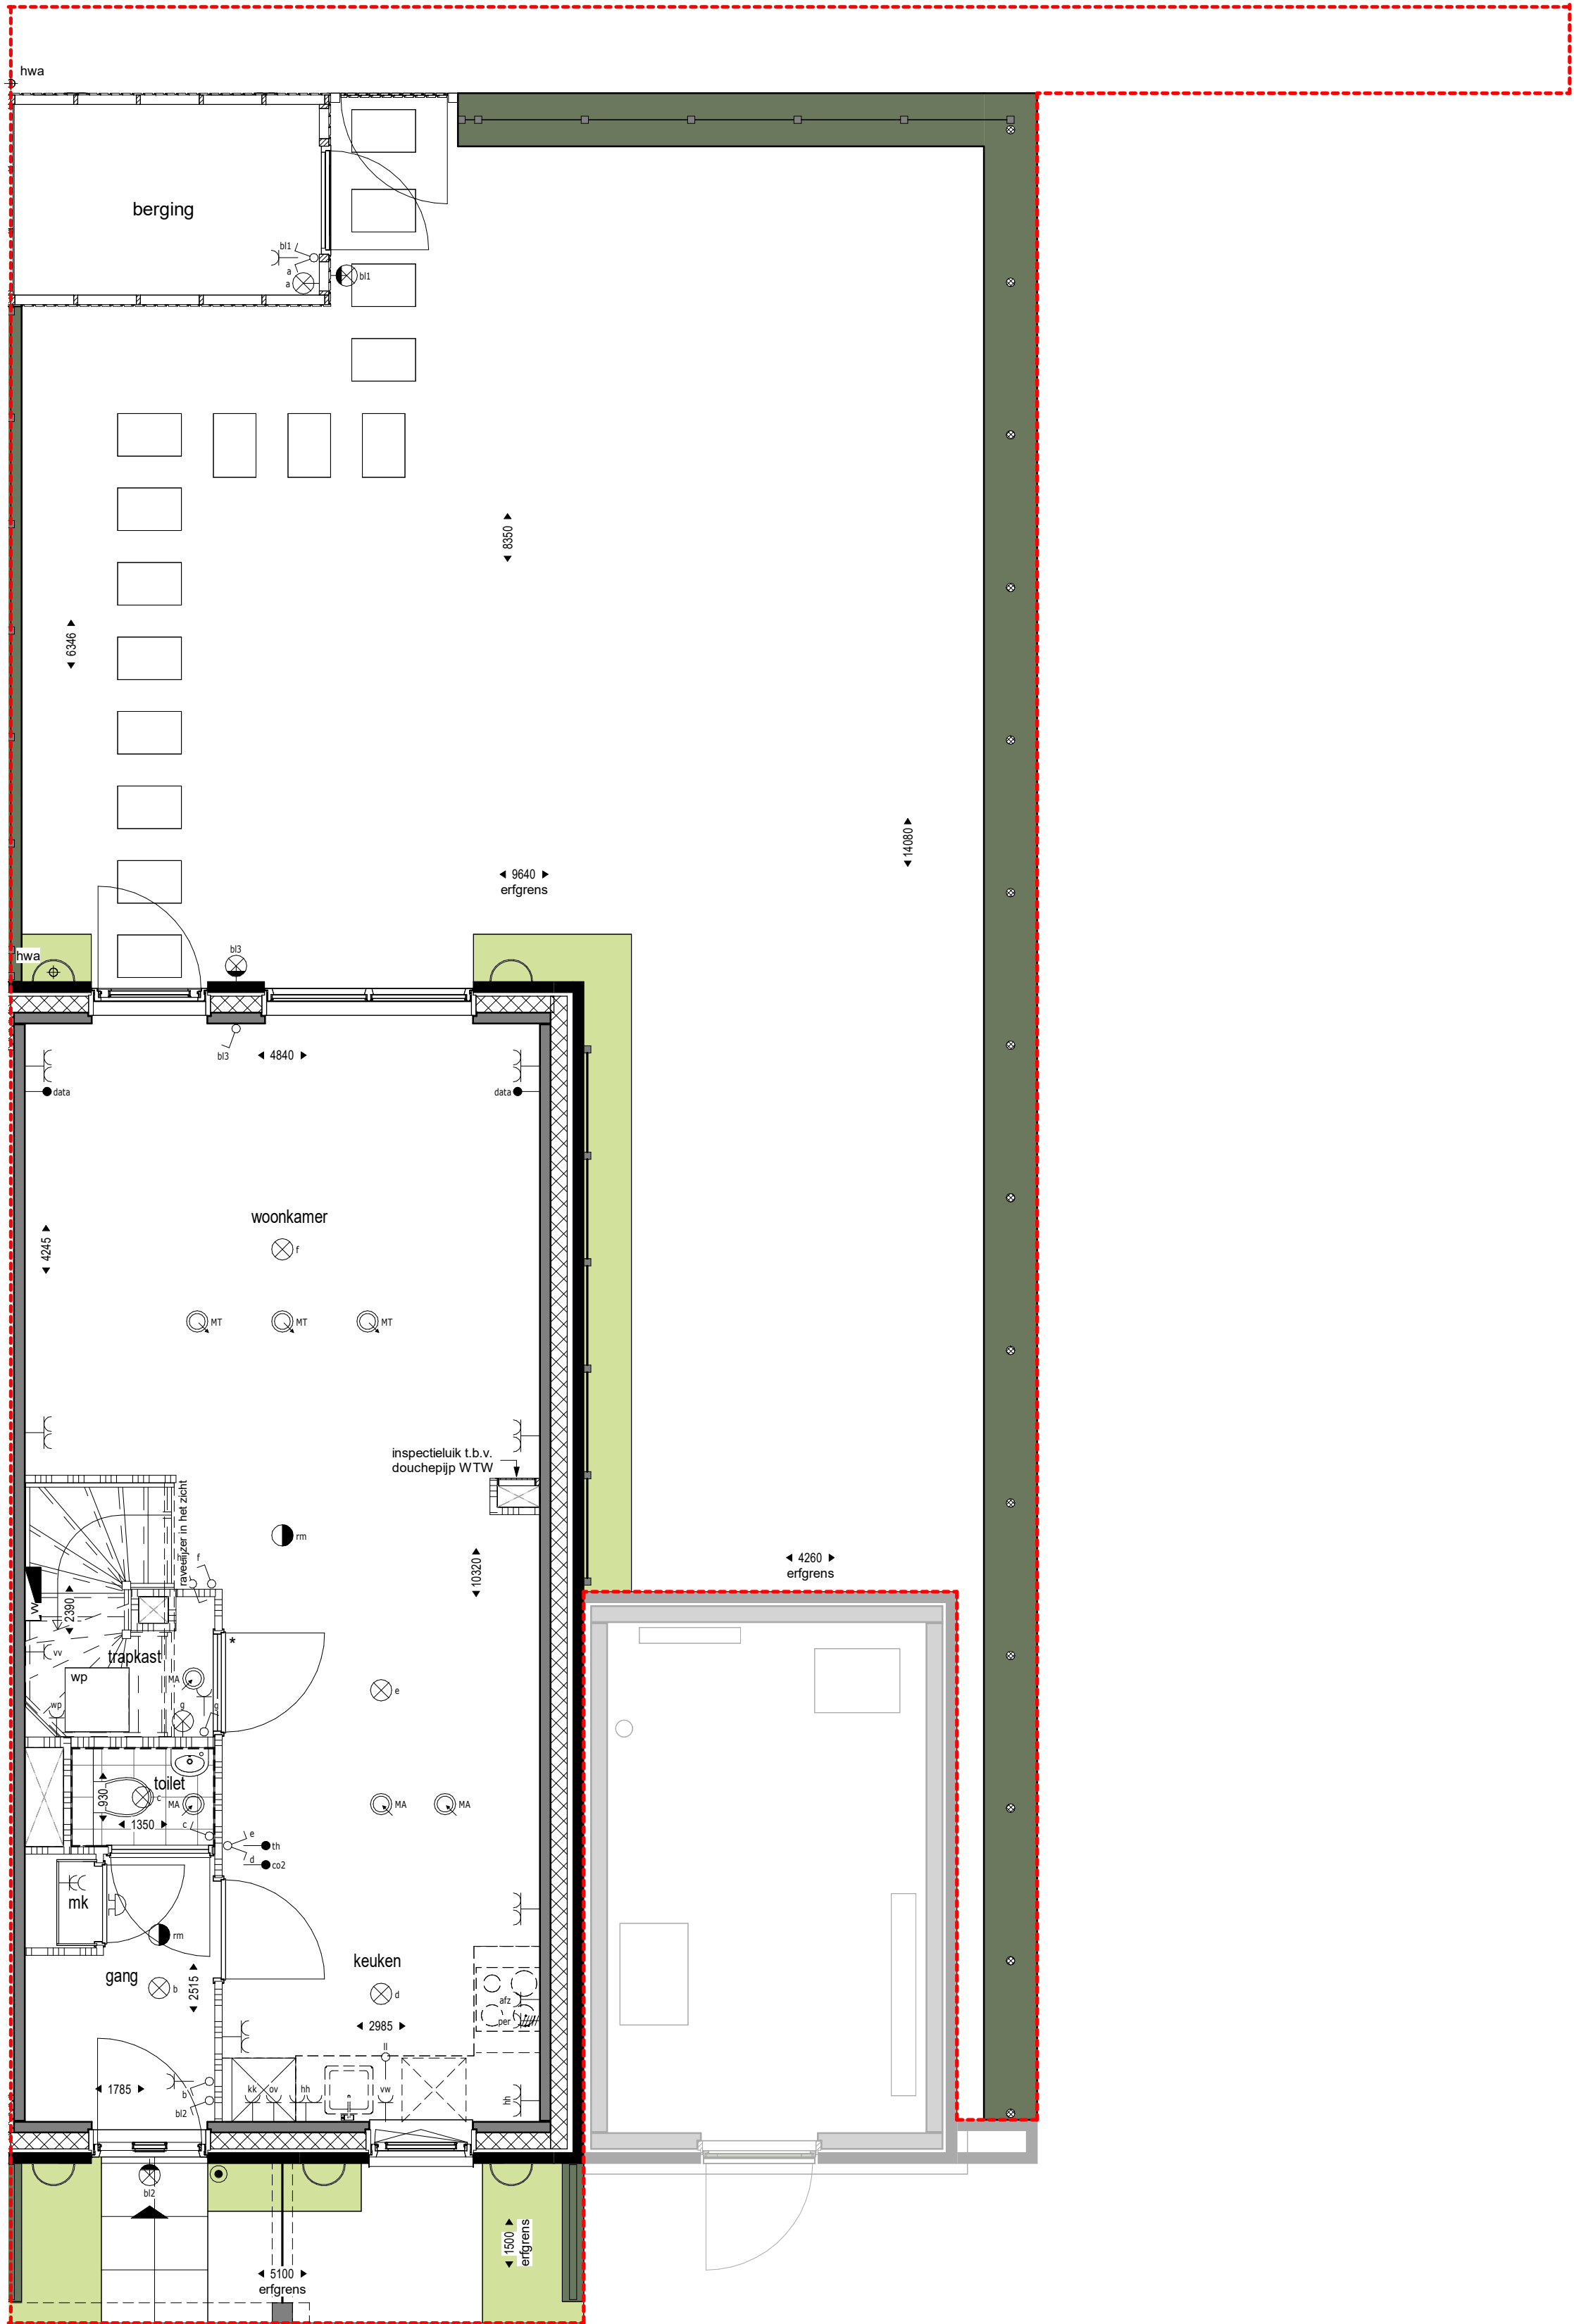 hwa
berging
bl1
a
a
bl1
8350
6346
14080
9640
erfgrens
hwa
bl3
bl3
4840
data
data
woonkamer
4245
f
MT
MT
MT
inspectieluik t.b.v.
douchepijp WTW
raveelijzer in het zicht
f
rm
10320
4260
erfgrens
2390
*
vv
trapkast
wp
MA
wp
g
e
toilet
930
c
MA
MA
MA
1350
c
e
th
d
co2
mk
rm
gang
keuken
b
2515
d
afz
per
2985
ll
1785
b
kk
ov
hh
vw
hh
bl2
bl2
1500
erfgrens
5100
erfgrens